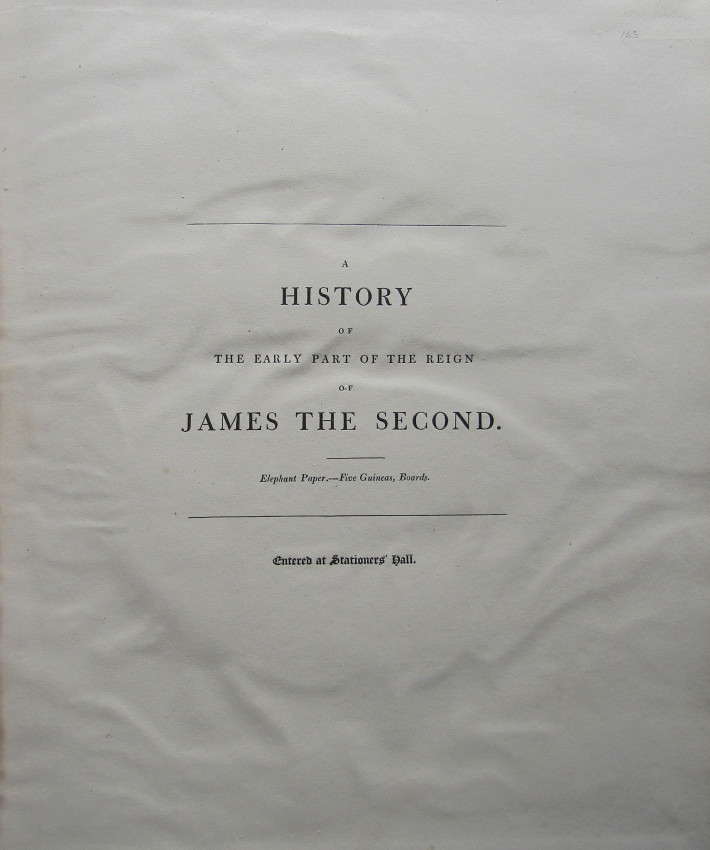 163
A
HISTORY
OF
THE EARLY PART OF THE REIGN
OF
JAMES THE SECOND.
Elephant Paper.—Five Guineas, Boards.
Entered at Stationers' Hall.